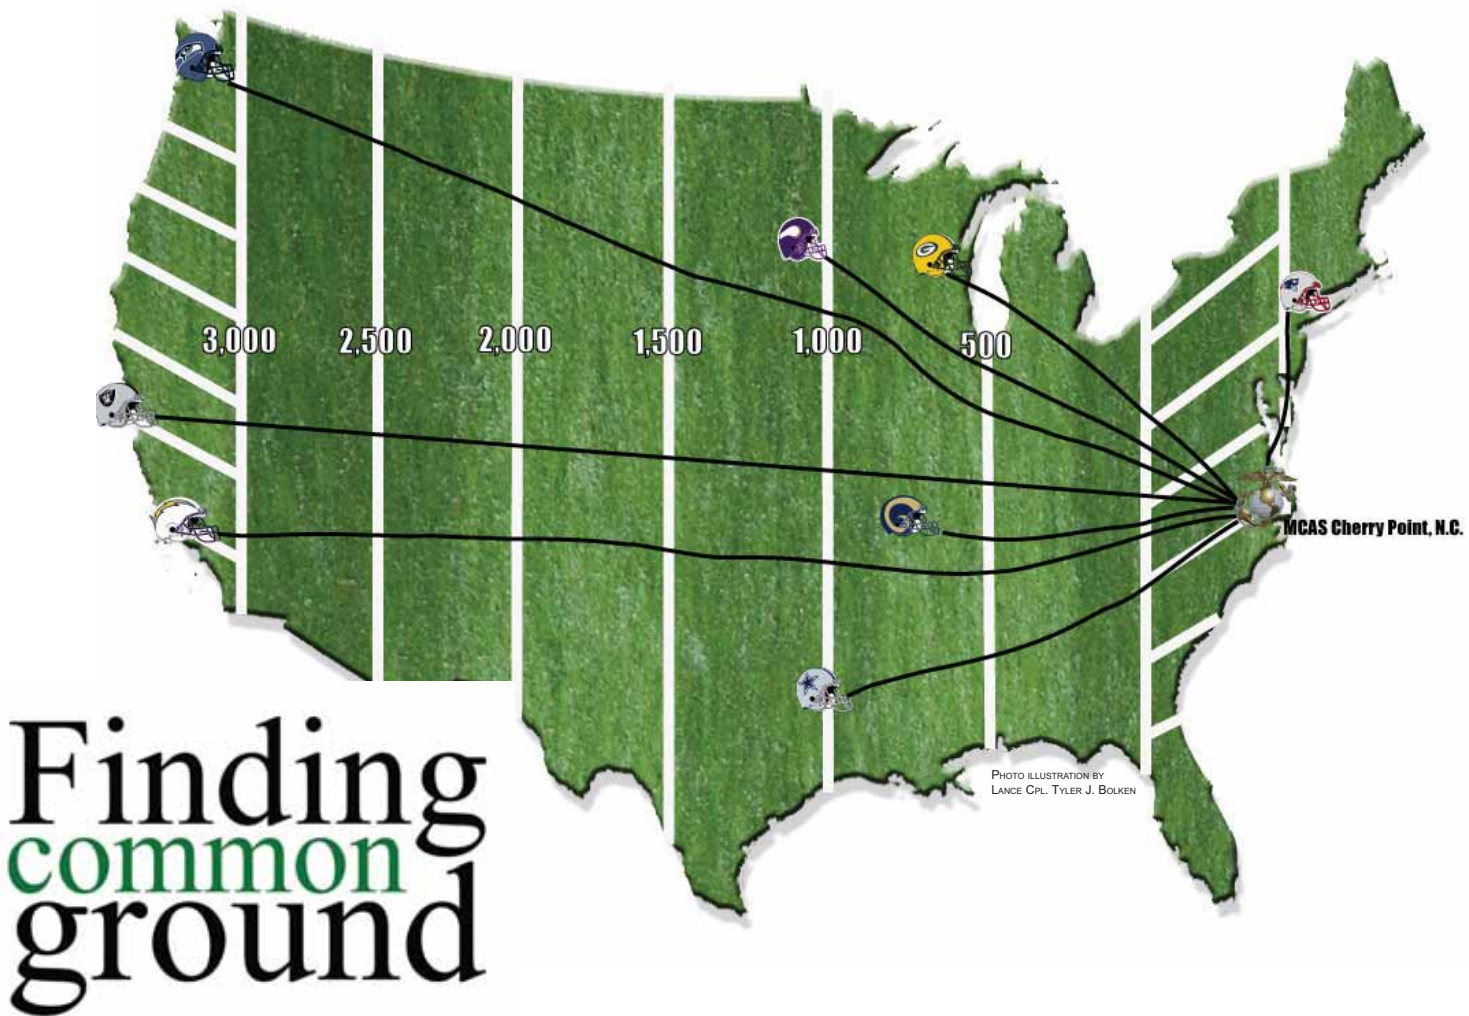 3,000 2,500 2,000 1,500 1,000 500
MCAS Cherry Point, N.C.
Photo illustration by
Lance Cpl. Tyler J. Bolken
Finding
common
ground